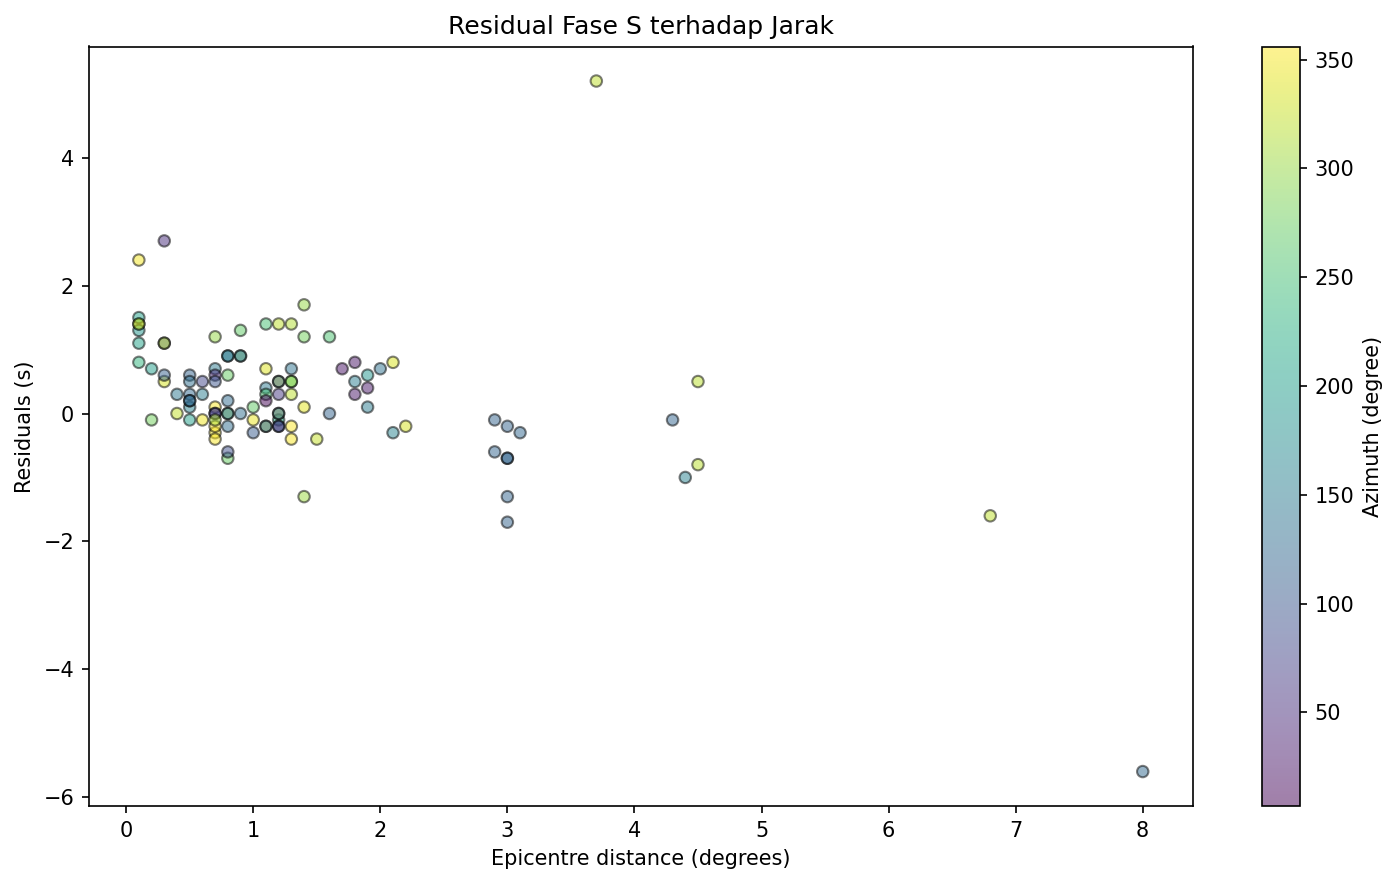 Residual Fase S terhadap Jarak
Residuals (s)
4
2
0
−2
−4
−6
0 1 2 3 4 5 6 7 8
Epicentre distance (degrees)
350
300
250
200
150
100
50
Azimuth (degree)